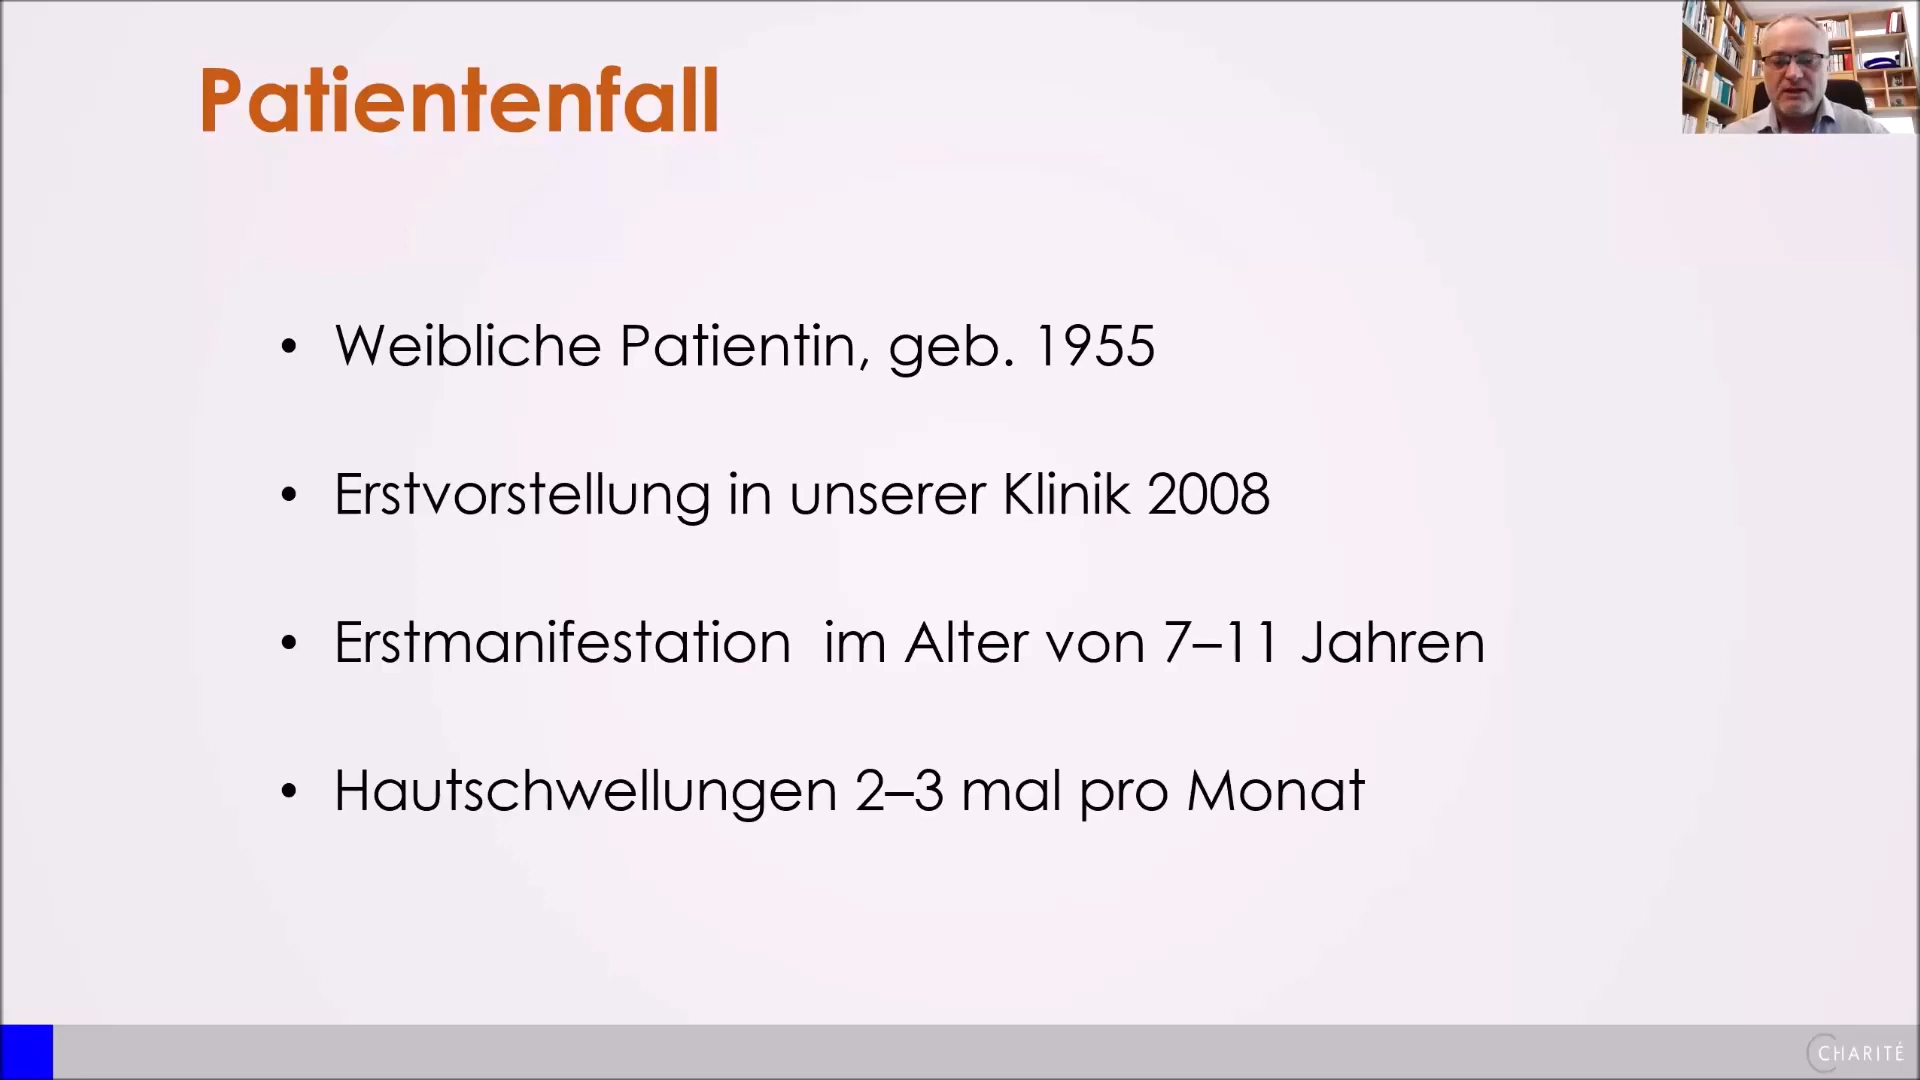 Patientenfall
• Weibliche Patientin, geb. 1955
• Erstvorstellung in unserer Klinik 2008
• Erstmanifestation  im Alter von 7–11 Jahren
• Hautschwellungen 2–3 mal pro Monat
CHARITÉ